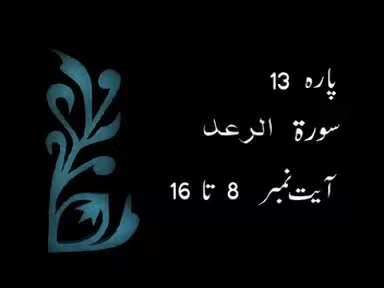 پارہ 13
سورۃ الرعد
آیت نمبر 8 تا 16